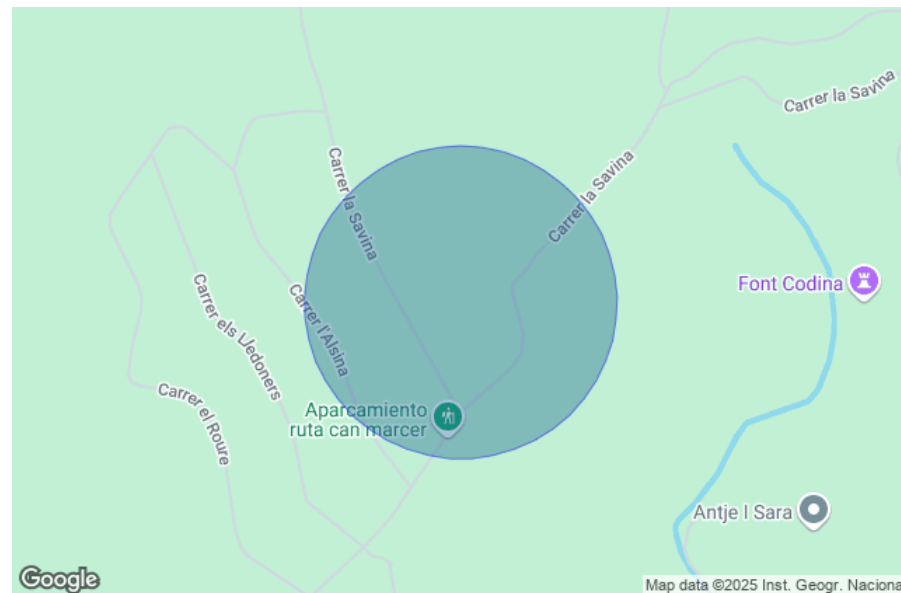 Carrer la Savina
Carrer la Savina
Carrer la Savina
Font Codina
Carrer els Lledoners
Carrer l'Alsina
Carrer el Roure
Aparcamiento
ruta can marcer
Antje I Sara
Google
Map data ©2025 Inst. Geogr. Naciona